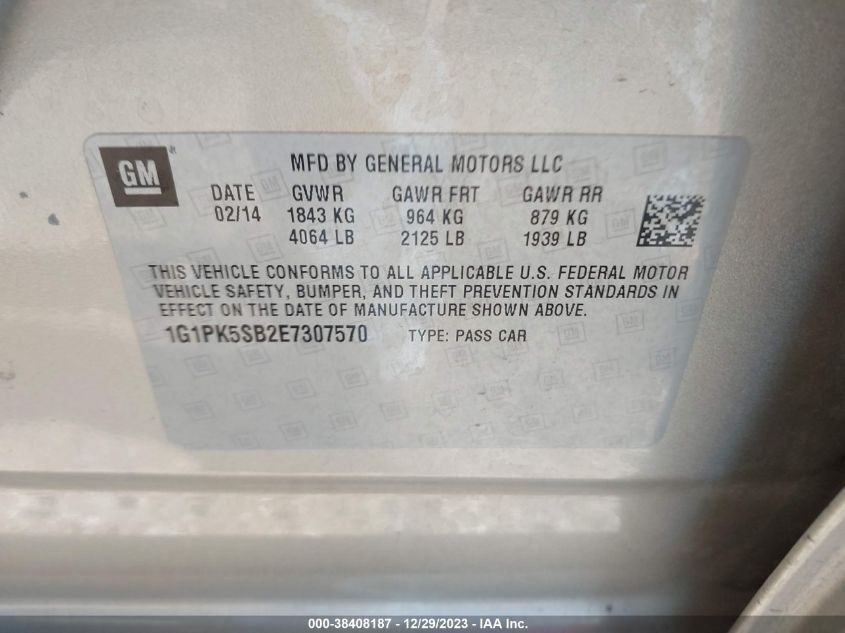 GM
MFD BY GENERAL MOTORS LLC
DATE GVWR GAWR FRT GAWR RR
02/14 1843 KG 964 KG 879 KG
4064 LB 2125 LB 1939 LB
THIS VEHICLE CONFORMS TO ALL APPLICABLE U.S. FEDERAL MOTOR
VEHICLE SAFETY, BUMPER, AND THEFT PREVENTION STANDARDS IN
EFFECT ON THE DATE OF MANUFACTURE SHOWN ABOVE.
1G1PK5SB2E7307570 TYPE: PASS CAR
000-38408187 - 12/29/2023 - IAA Inc.